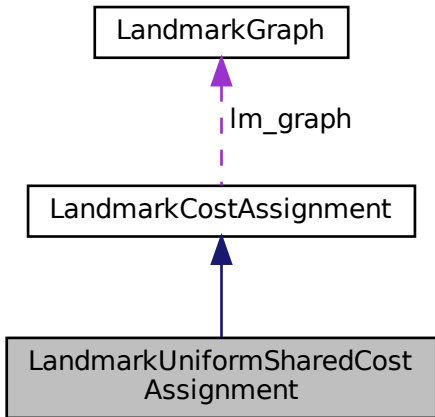 LandmarkGraph
lm_graph
LandmarkCostAssignment
LandmarkUniformSharedCost
Assignment